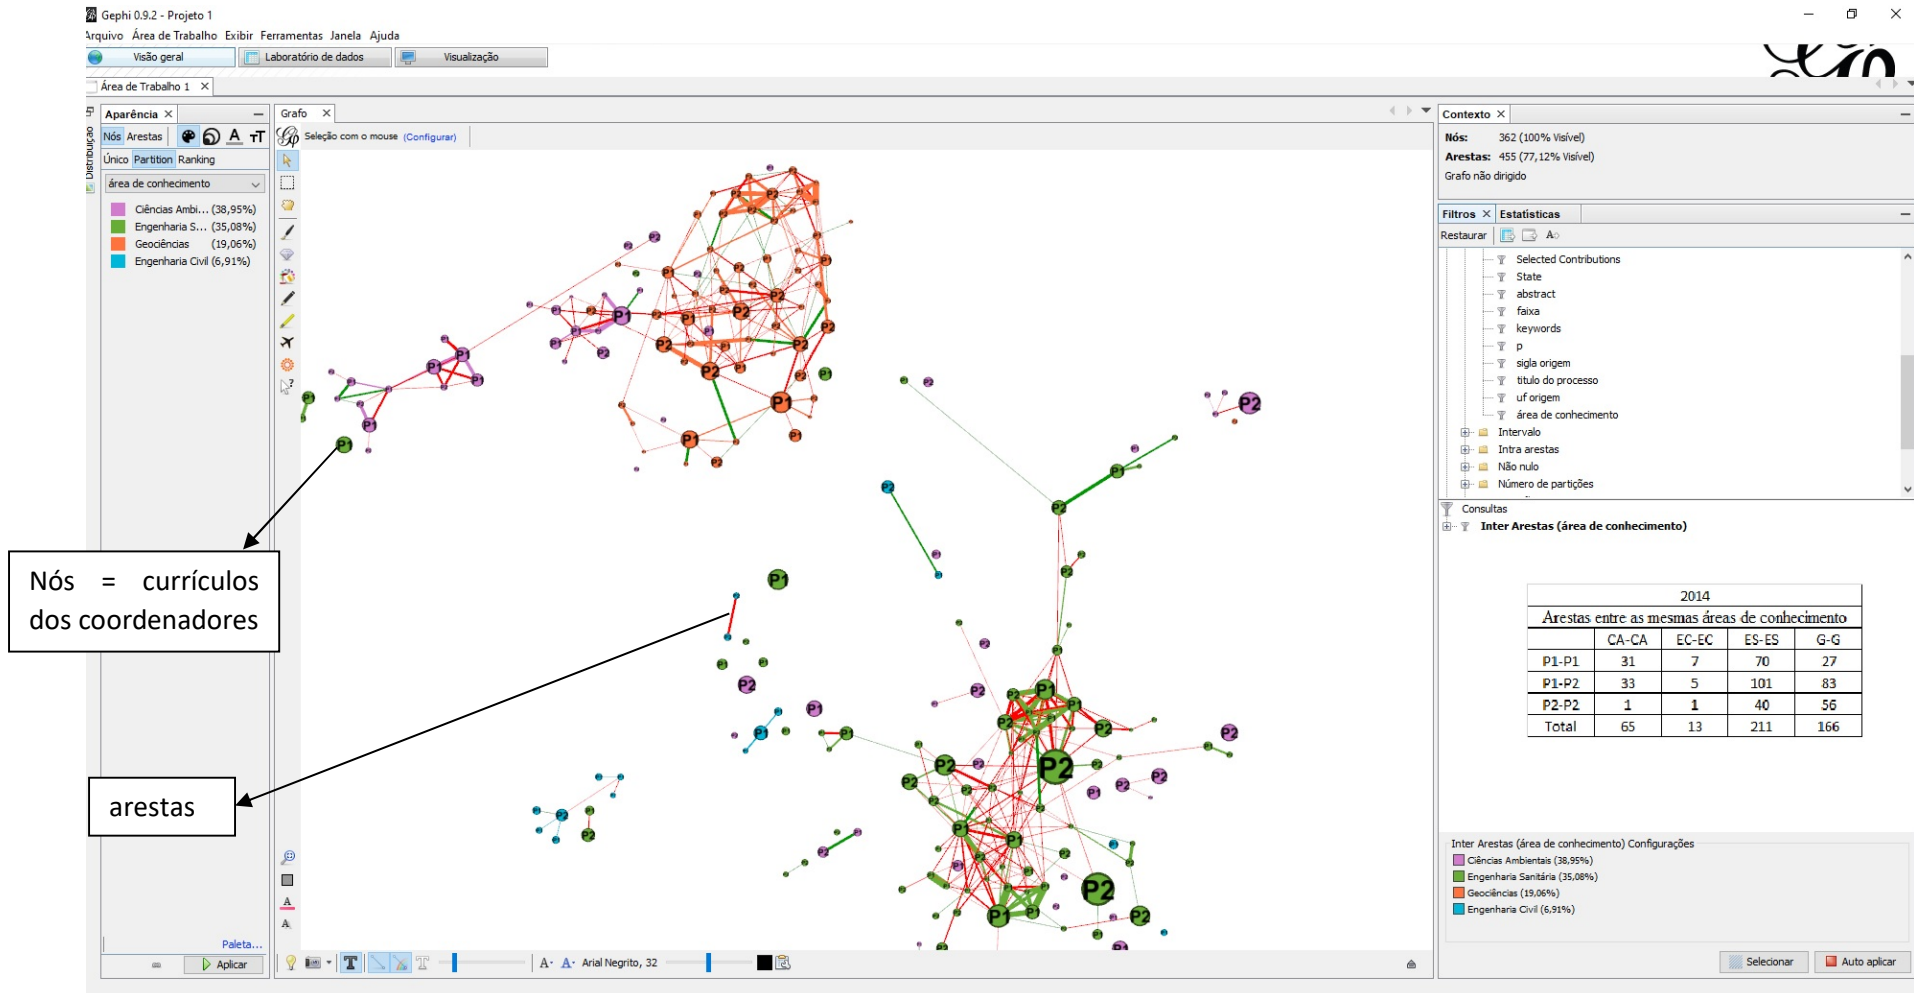 Gephi 0.9.2 - Projeto 1
Arquivo Área de Trabalho Exibir Ferramentas Janela Ajuda
Visão geral
Laboratório de dados
Visualização
Área de Trabalho 1
Distribuição
Aparência
Nós Arestas
Único Partition Ranking
área de conhecimento
Ciências Ambi... (38,95%)
Engenharia S... (35,08%)
Geociências (19,06%)
Engenharia Civil (6,91%)
Paleta...
Aplicar
Grafo
Seleção com o mouse (Configurar)
Nós = currículos
dos coordenadores
arestas
Arial Negrito, 32
Contexto
Nós: 362 (100% Visível)
Arestas: 455 (77,12% Visível)
Grafo não dirigido
Filtros Estatísticas
Restaurar
Selected Contributions
State
abstract
faixa
keywords
p
sigla origem
titulo do processo
uf origem
área de conhecimento
Intervalo
Intra arestas
Não nulo
Número de partições
Consultas
Inter Arestas (área de conhecimento)
2014
Arestas entre as mesmas áreas de conhecimento
CA-CA EC-EC ES-ES G-G
P1-P1 31 7 70 27
P1-P2 33 5 101 83
P2-P2 1 1 40 56
Total 65 13 211 166
Inter Arestas (área de conhecimento) Configurações
Ciências Ambientais (38,95%)
Engenharia Sanitária (35,08%)
Geociências (19,06%)
Engenharia Civil (6,91%)
Selecionar
Auto aplicar